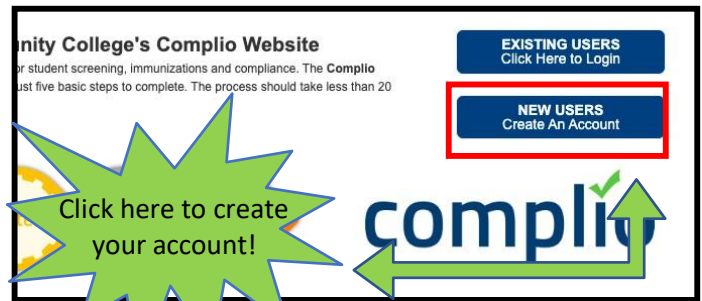 nity College's Complio Website
or student screening, immunizations and compliance. The Complio
ust five basic steps to complete. The process should take less than 20
EXISTING USERS
Click Here to Login
NEW USERS
Create An Account
Click here to create
your account!
complio